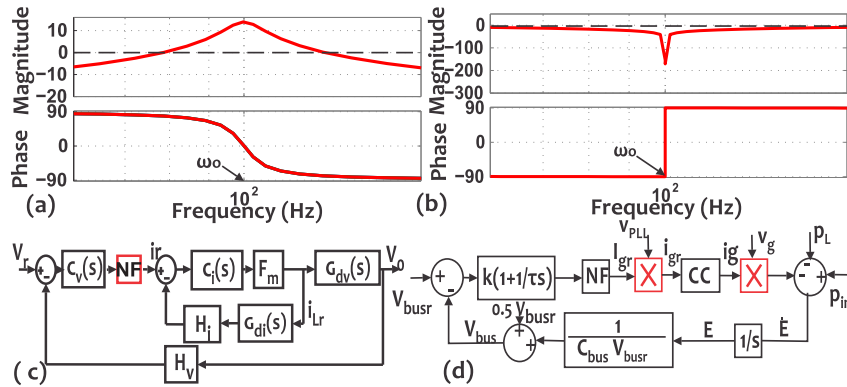 Magnitude
10
0
−10
20
Phase
90
0
-90
ωo
10²
Frequency (Hz)
(a)
Magnitude
0
−100
−200
−300
Phase
90
0
−90
ωo
10²
Frequency (Hz)
(b)
Vr
+
-
Cv(s)
NF
ir
+
-
Ci(s)
Fm
Gdv(s)
Vo
iLr
Gdi(s)
Hi
Hv
(c)
Vbusr
+
-
k(1+1/τs)
NF
Igr
vPLL
X
igr
CC
ig
vg
X
pL
-
-
+
pin
Ė
1/s
E
1
Cbus Vbusr
0.5 Vbusr
+
+
Vbus
(d)